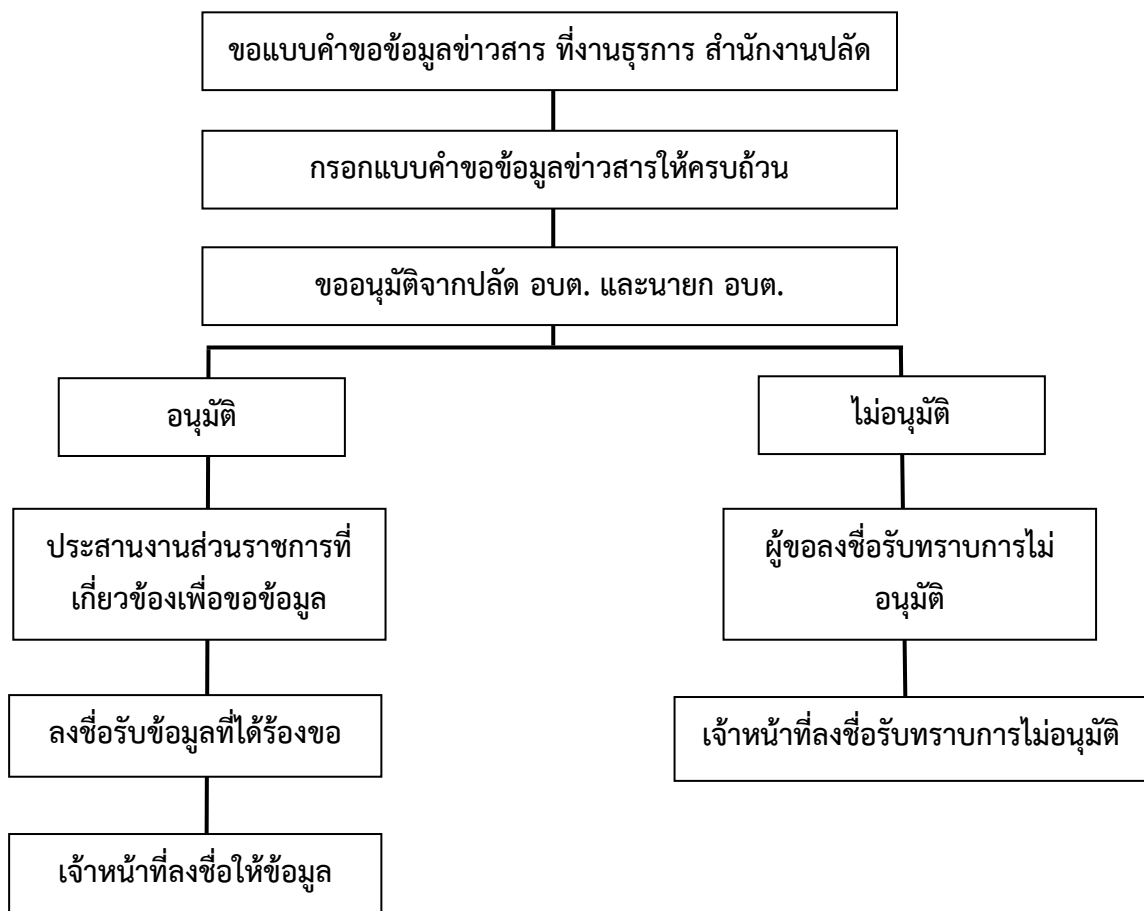 ขอแบบคำขอข้อมูลข่าวสาร ที่งานธุรการ สำนักงานปลัด
กรอกแบบคำขอข้อมูลข่าวสารให้ครบถ้วน
ขออนุมัติจากปลัด อบต. และนายก อบต.
อนุมัติ
ประสานงานส่วนราชการที่
เกี่ยวข้องเพื่อขอข้อมูล
ลงชื่อรับข้อมูลที่ได้ร้องขอ
เจ้าหน้าที่ลงชื่อให้ข้อมูล
ไม่อนุมัติ
ผู้ขอลงชื่อรับทราบการไม่
อนุมัติ
เจ้าหน้าที่ลงชื่อรับทราบการไม่อนุมัติ